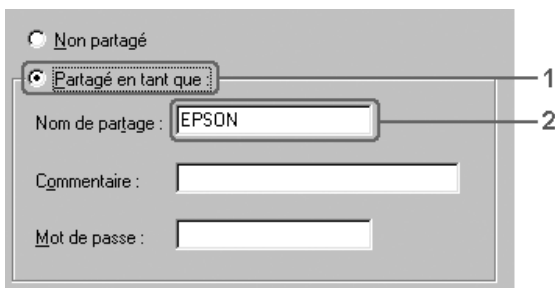 Non partagé
Partagé en tant que :
1
Nom de partage :
EPSON
2
Commentaire :
Mot de passe :